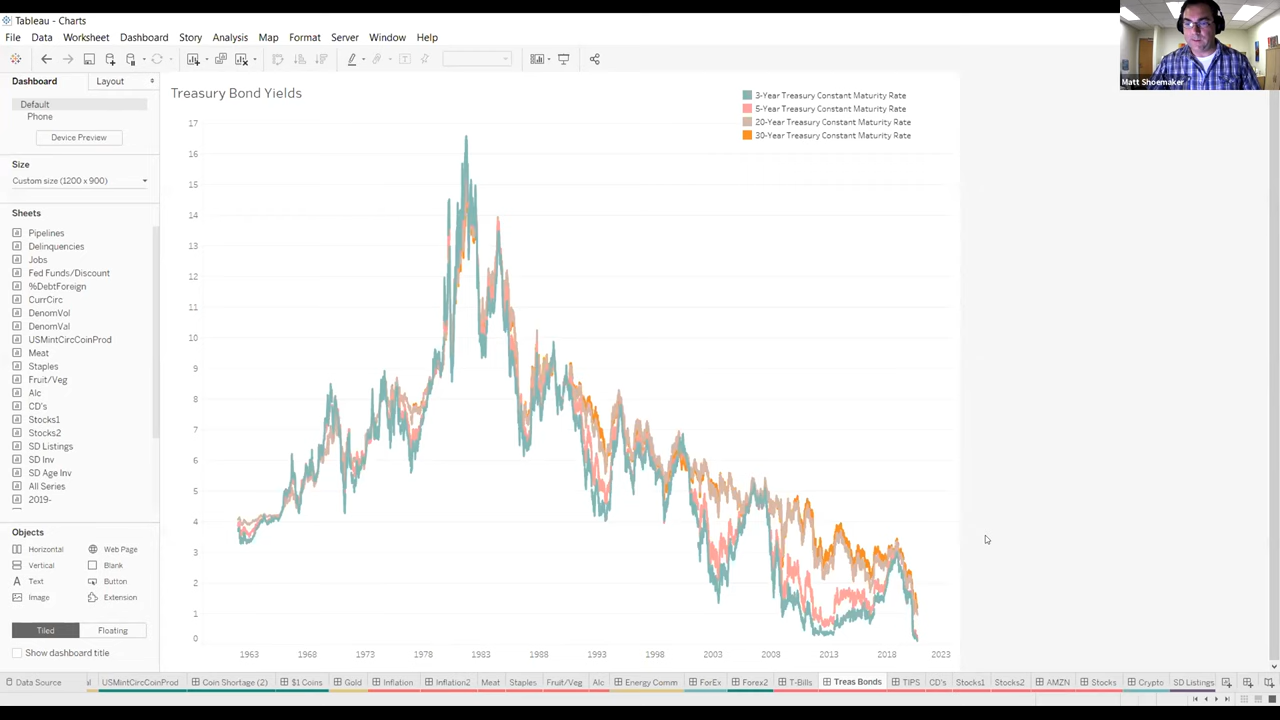 Tableau - Charts
File Data Worksheet Dashboard Story Analysis Map Format Server Window Help
Matt Shoemaker
Dashboard Layout
Default
Phone
Device Preview
Size
Custom size (1200 x 900)
Sheets
Pipelines
Delinquencies
Jobs
Fed Funds/Discount
%DebtForeign
CurrCirc
DenomVol
DenomVal
USMintCircCoinProd
Meat
Staples
Fruit/Veg
Alc
CD's
Stocks1
Stocks2
SD Listings
SD Inv
SD Age Inv
All Series
2019-
Objects
Horizontal Web Page
Vertical Blank
Text Button
Image Extension
Tiled Floating
Show dashboard title
Treasury Bond Yields
3-Year Treasury Constant Maturity Rate
5-Year Treasury Constant Maturity Rate
20-Year Treasury Constant Maturity Rate
30-Year Treasury Constant Maturity Rate
17
16
15
14
13
12
11
10
9
8
7
6
5
4
3
2
1
0
1963 1968 1973 1978 1983 1988 1993 1998 2003 2008 2013 2018 2023
Data Source USMintCircCoinProd Coin Shortage (2) $1 Coins Gold Inflation Inflation2 Meat Staples Fruit/Veg Alc Energy Comm ForEx Forex2 T-Bills Treas Bonds TIPS CD's Stocks1 Stocks2 AMZN Stocks Crypto SD Listings